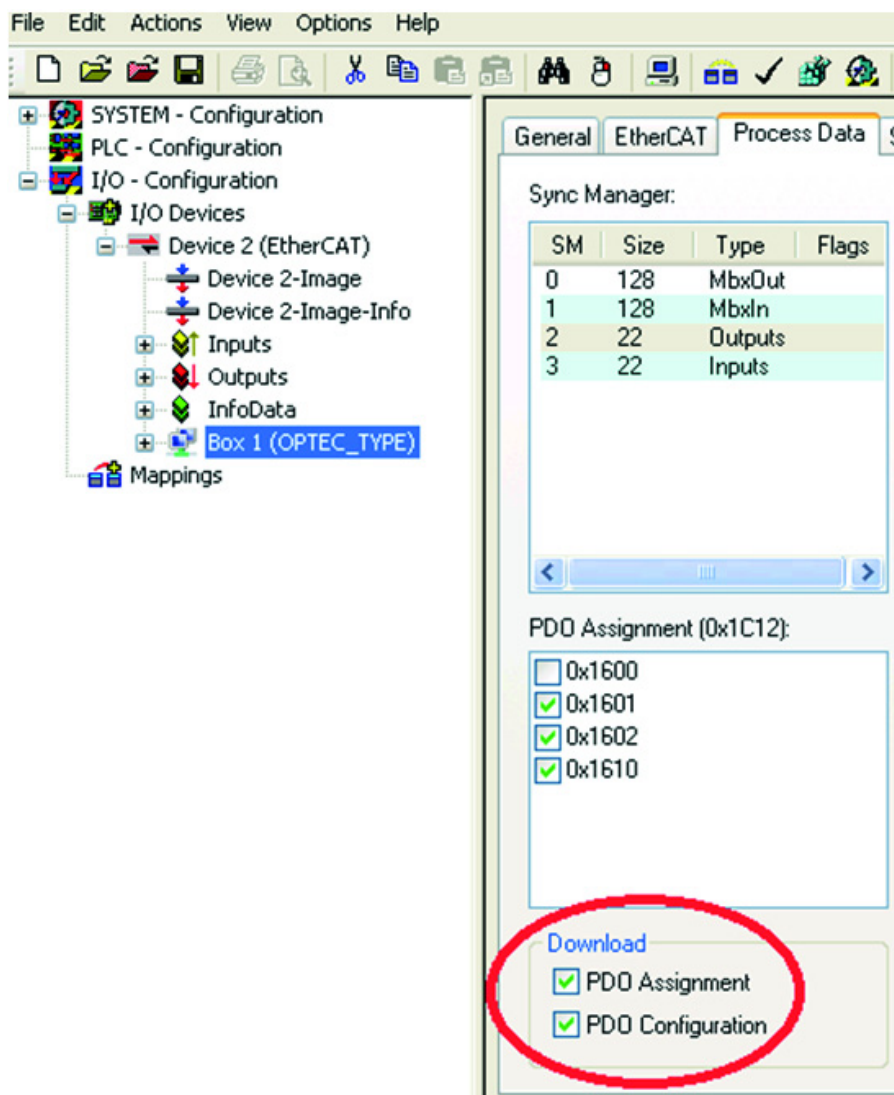 File Edit Actions View Options Help
SYSTEM - Configuration
PLC - Configuration
I/O - Configuration
I/O Devices
Device 2 (EtherCAT)
Device 2-Image
Device 2-Image-Info
Inputs
Outputs
InfoData
Box 1 (OPTEC_TYPE)
Mappings
General EtherCAT Process Data
Sync Manager:
SM Size Type Flags
0 128 MbxOut
1 128 MbxIn
2 22 Outputs
3 22 Inputs
PDO Assignment (0x1C12):
0x1600
0x1601
0x1602
0x1610
Download
PDO Assignment
PDO Configuration